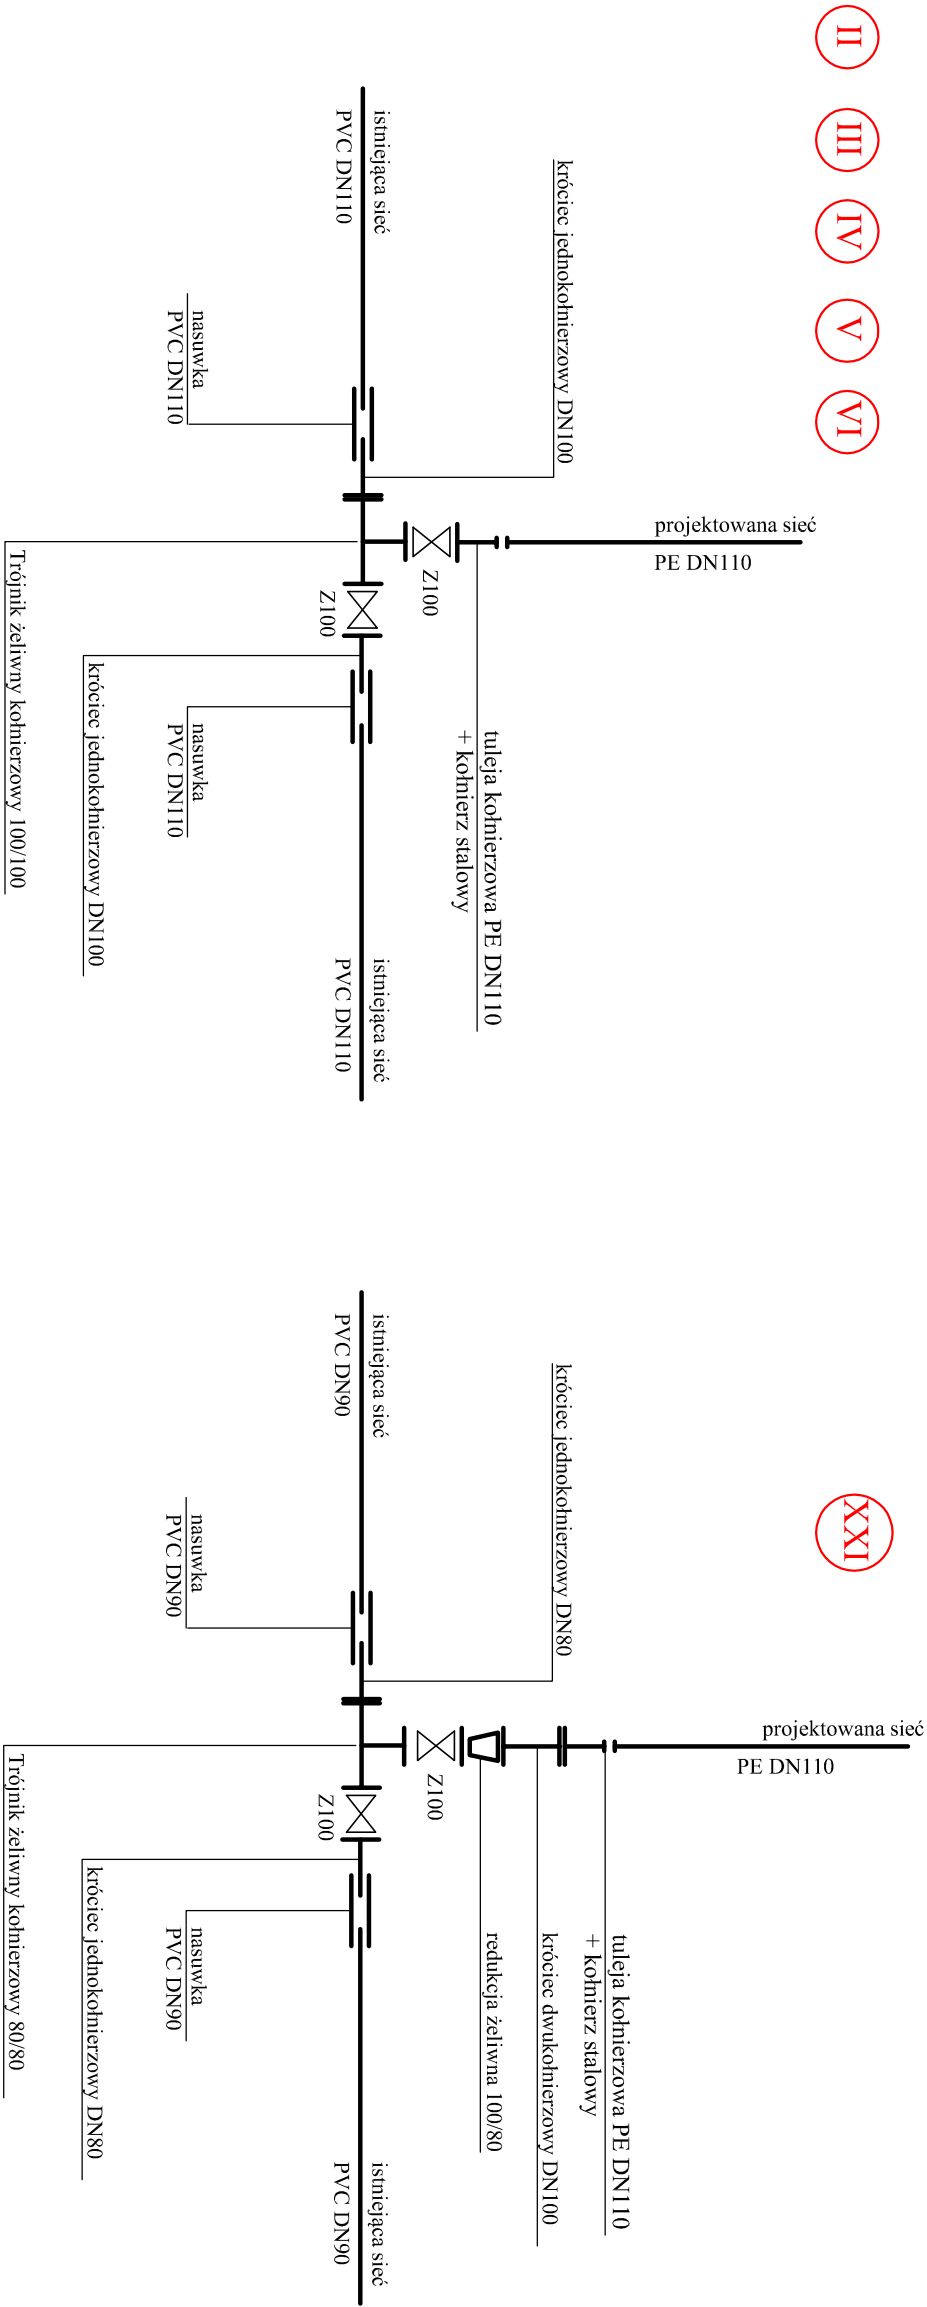 II
III
IV
V
VI
istniejąca sieć
PVC DN110
króciec jednokołnierzowy DN100
nasuwka
PVC DN110
projektowana sieć
PE DN110
Z100
Z100
Trójnik żeliwny kołnierzowy 100/100
króciec jednokołnierzowy DN100
nasuwka
PVC DN110
tuleja kołnierzowa PE DN110
+ kołnierz stalowy
istniejąca sieć
PVC DN110
XXI
istniejąca sieć
PVC DN90
króciec jednokołnierzowy DN80
nasuwka
PVC DN90
projektowana sieć
PE DN110
Z100
Z100
Trójnik żeliwny kołnierzowy 80/80
króciec jednokołnierzowy DN80
nasuwka
PVC DN90
redukcja żeliwna 100/80
króciec dwukołnierzowy DN100
tuleja kołnierzowa PE DN110
+ kołnierz stalowy
istniejąca sieć
PVC DN90